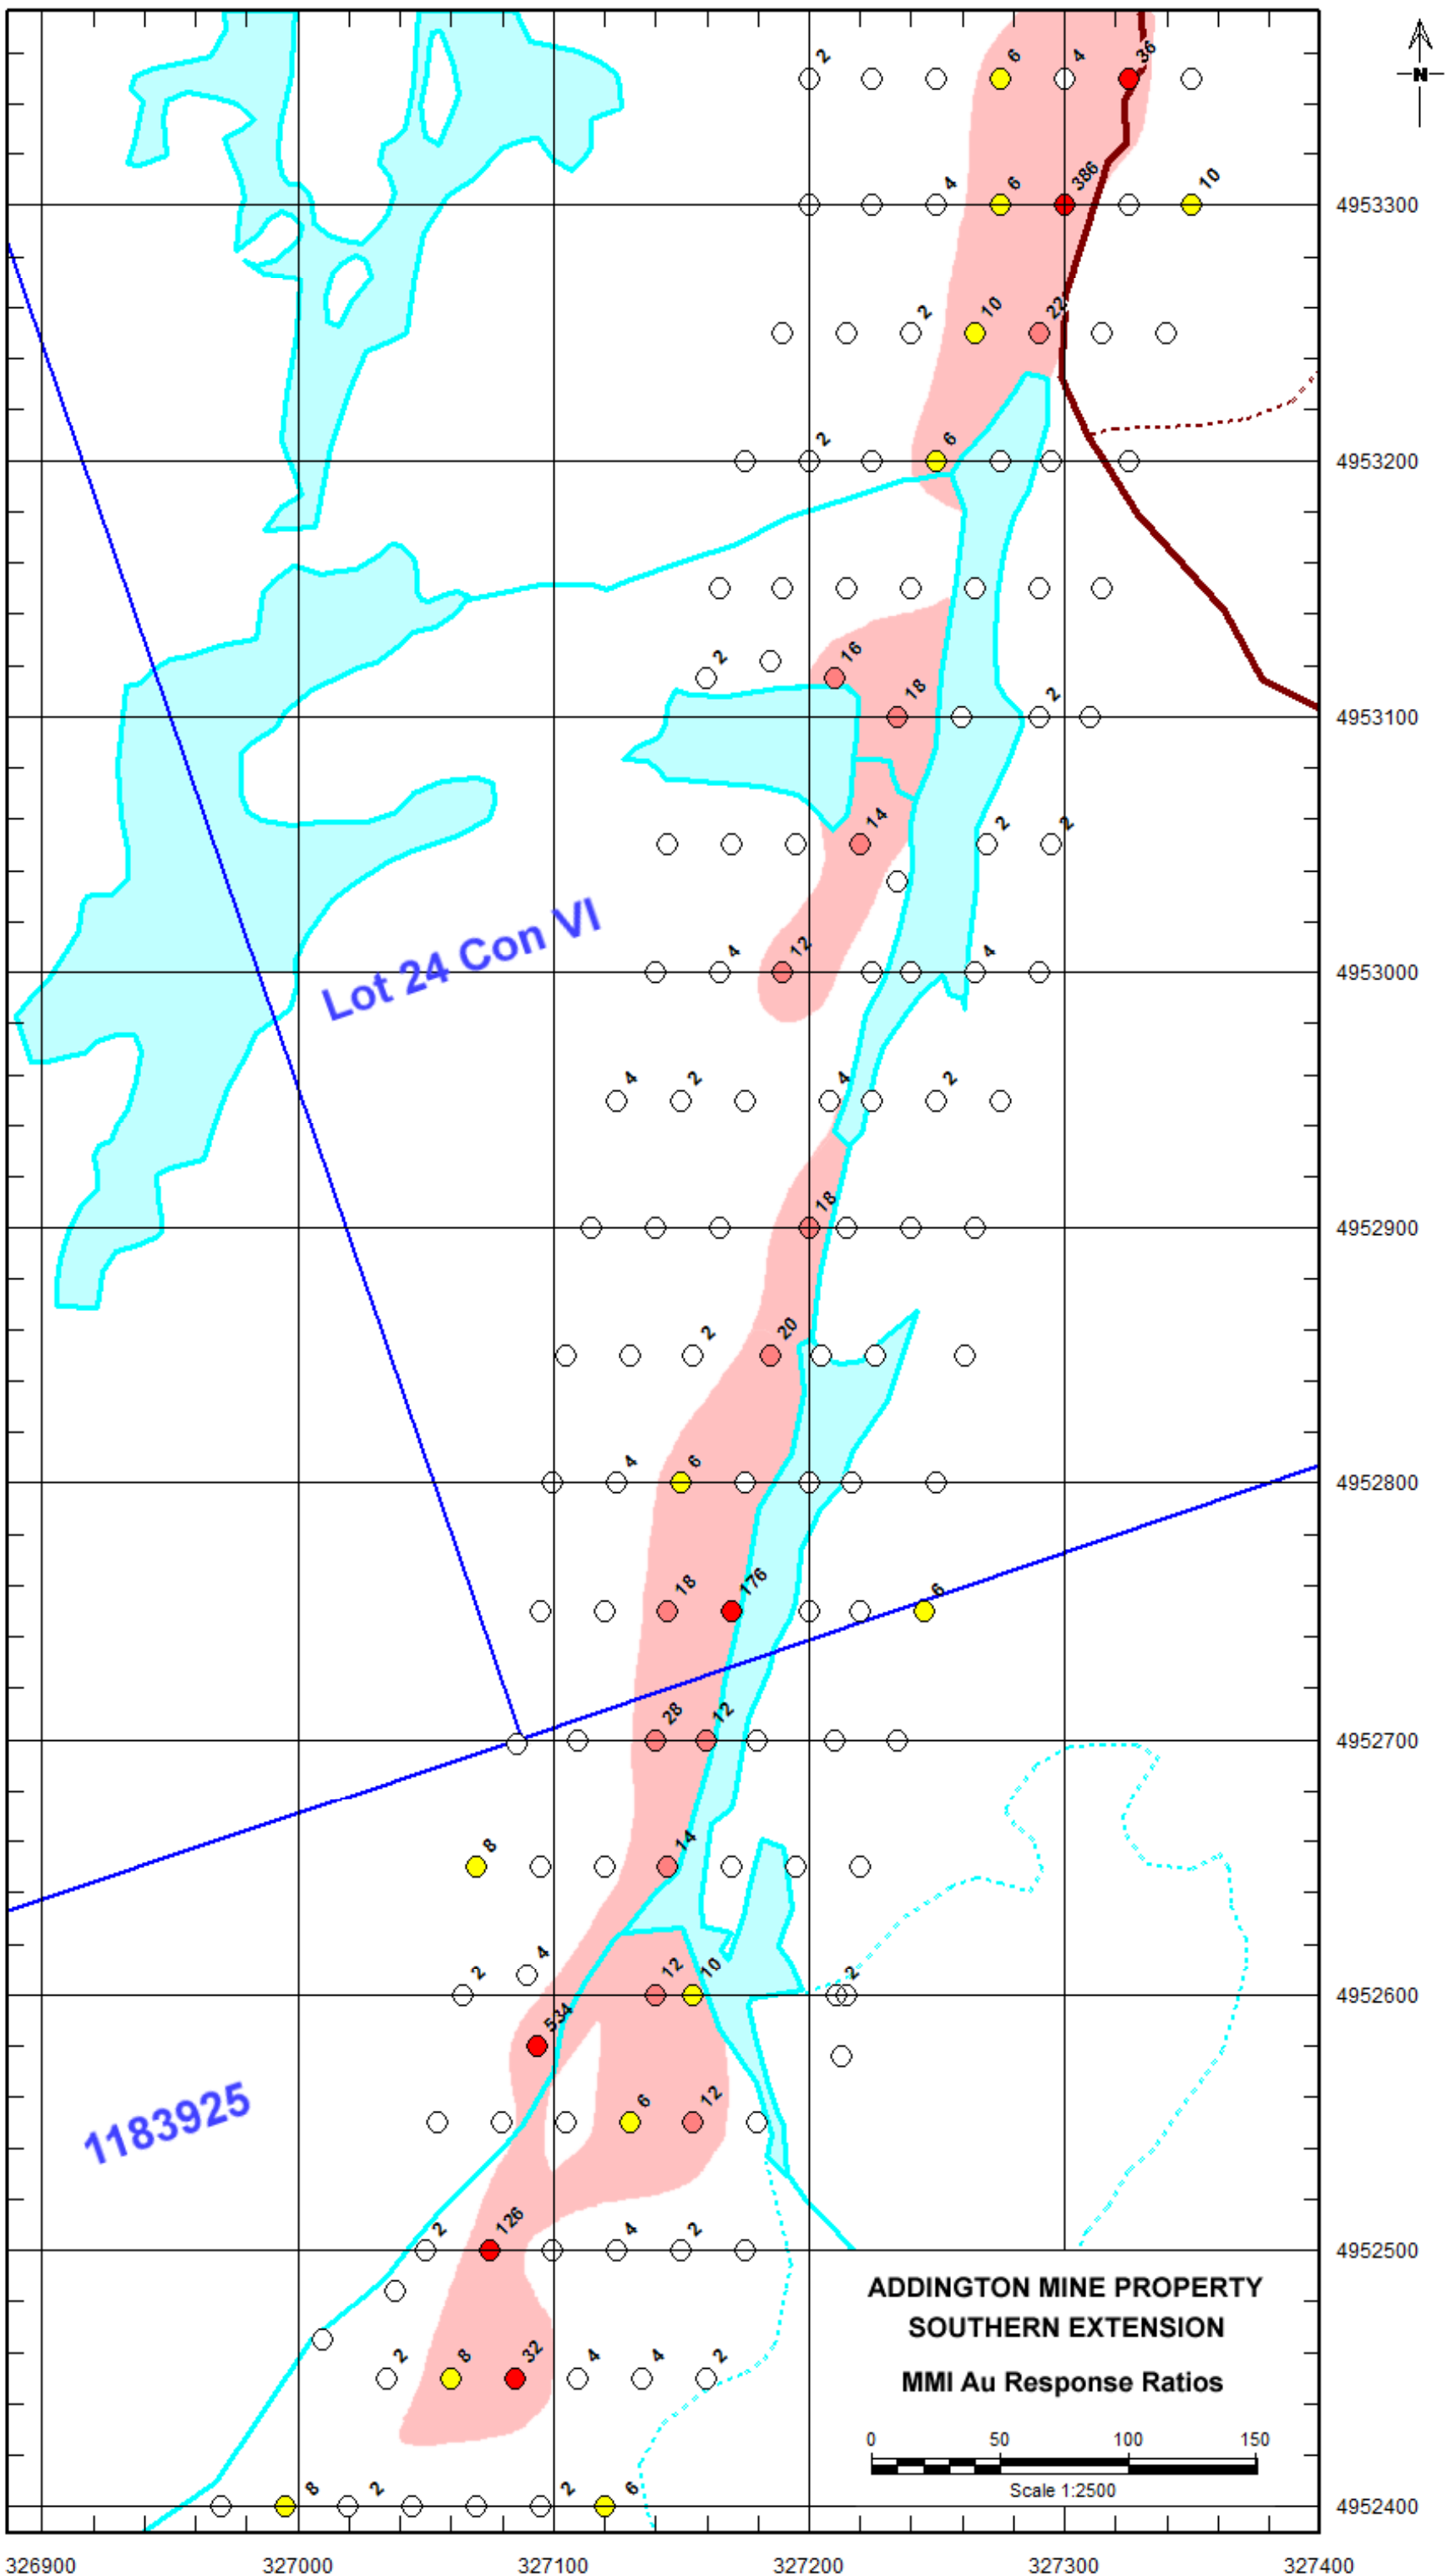 N
2 6 4 36
4 6 386 10
4953300
2 10 22
2 6
4953200
2 16
18 2
4953100
14 2 2
Lot 24 Con VI
4 12 4
4953000
4 2 4 2
18
4952900
2 20
4 6
4952800
18 176 6
28 12
4952700
8 14
2 4 12 10 2
4952600
534
1183925
6 12
2 126 4 2
4952500
ADDINGTON MINE PROPERTY
SOUTHERN EXTENSION
2 8 32 4 4 2
MMI Au Response Ratios
0 50 100 150
Scale 1:2500
8 2 2 6
4952400
326900 327000 327100 327200 327300 327400